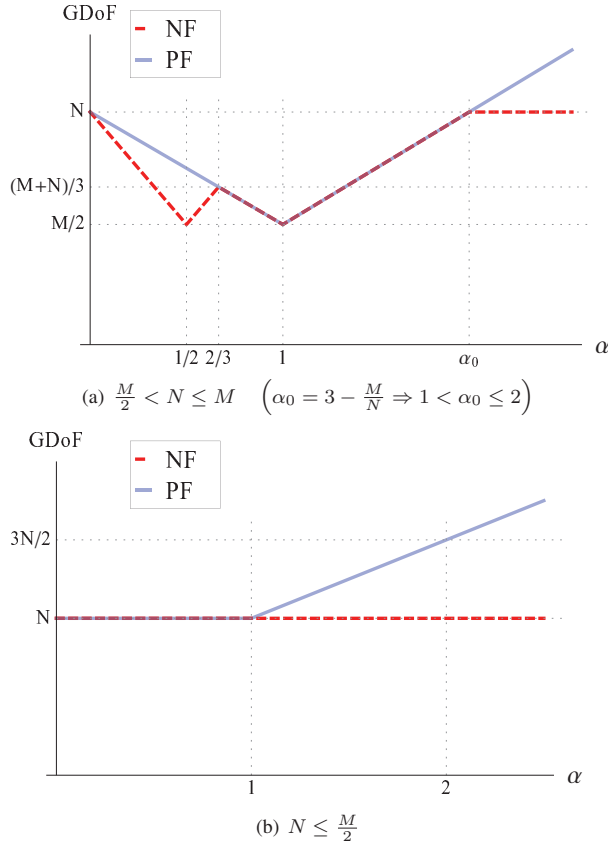 GDoF
NF
PF
N
(M+N)/3
M/2
1/2 2/3 1 α₀ α
(a) M/2 < N ≤ M (α₀ = 3 − M/N ⇒ 1 < α₀ ≤ 2)
GDoF
NF
PF
3N/2
N
1 2 α
(b) N ≤ M/2